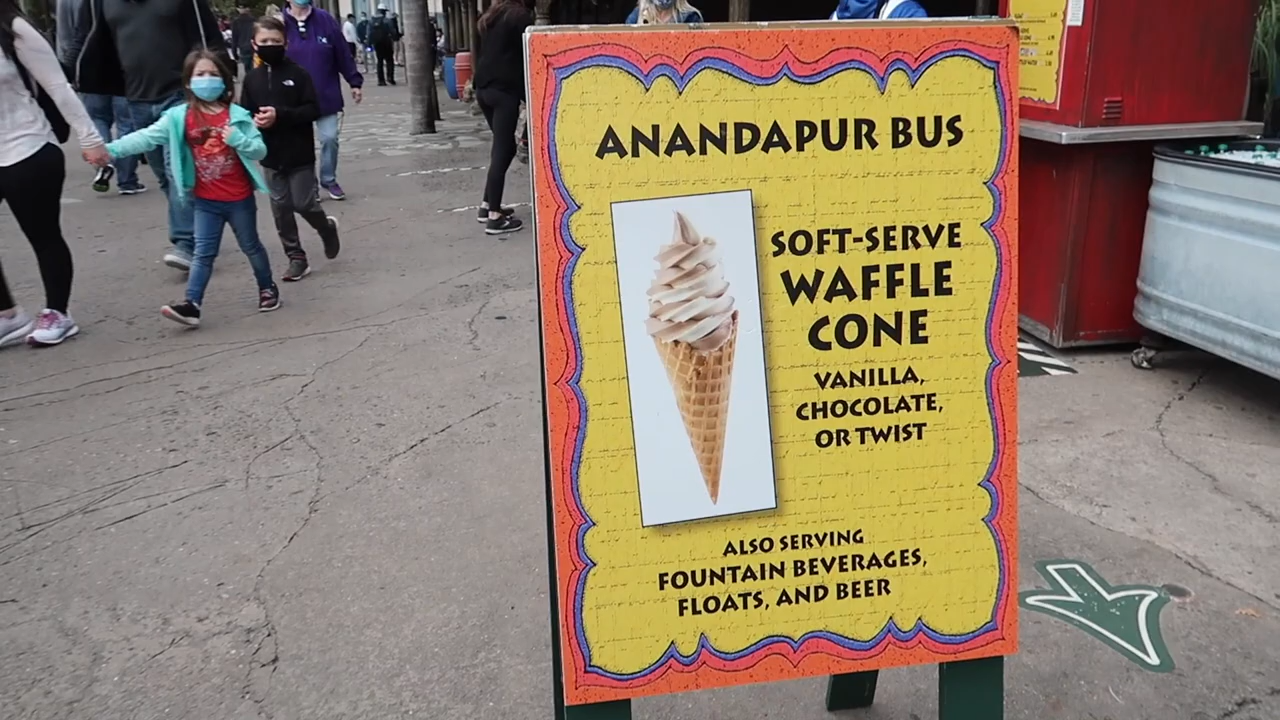 ANANDAPUR BUS
SOFT-SERVE
WAFFLE
CONE
VANILLA,
CHOCOLATE,
OR TWIST
ALSO SERVING
FOUNTAIN BEVERAGES,
FLOATS, AND BEER